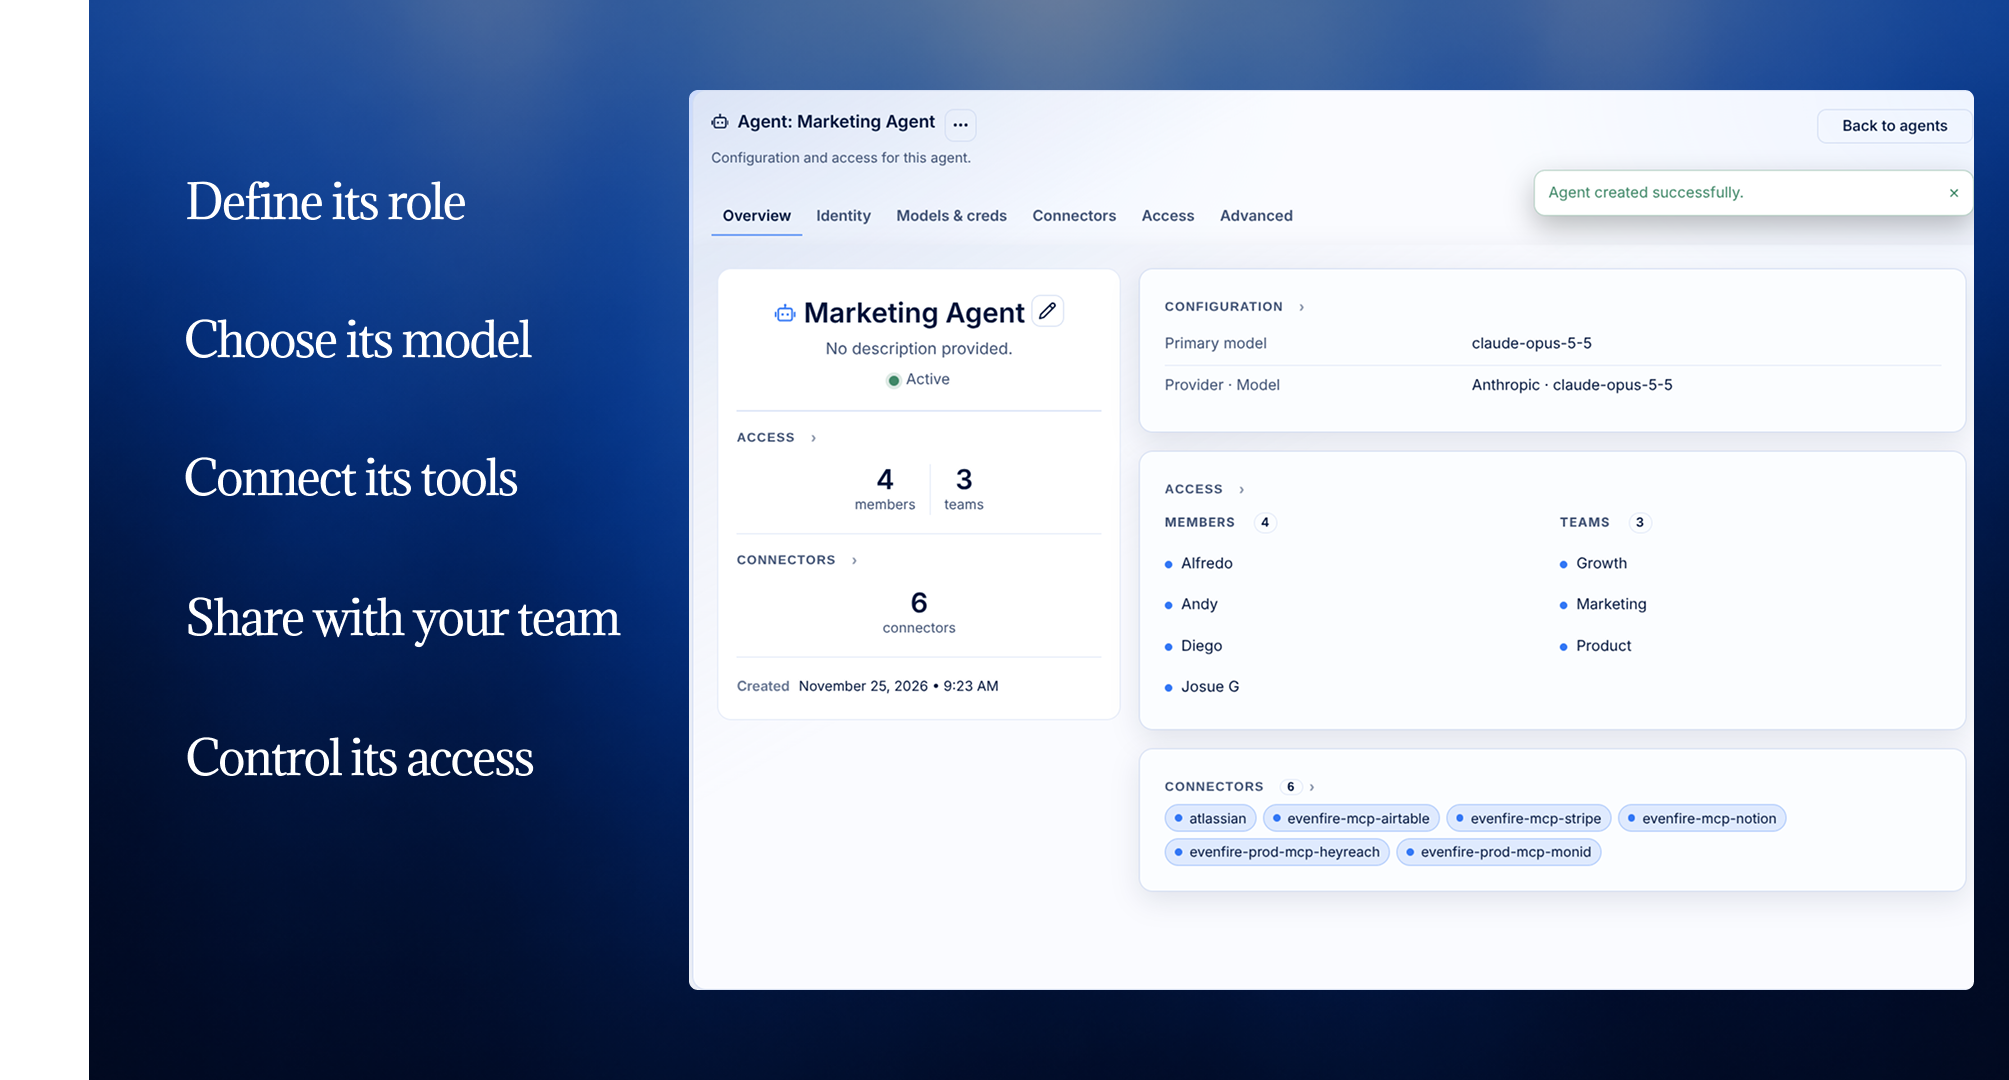 Define its role
Choose its model
Connect its tools
Share with your team
Control its access
Agent: Marketing Agent
Back to agents
Configuration and access for this agent.
Agent created successfully.
Overview Identity Models & creds Connectors Access Advanced
Marketing Agent
No description provided.
Active
ACCESS
4 3
members teams
CONNECTORS
6
connectors
Created November 25, 2026 • 9:23 AM
CONFIGURATION
Primary model claude-opus-5-5
Provider · Model Anthropic · claude-opus-5-5
ACCESS
MEMBERS 4 TEAMS 3
Alfredo Growth
Andy Marketing
Diego Product
Josue G
CONNECTORS 6
atlassian evenfire-mcp-airtable evenfire-mcp-stripe evenfire-mcp-notion
evenfire-prod-mcp-heyreach evenfire-prod-mcp-monid